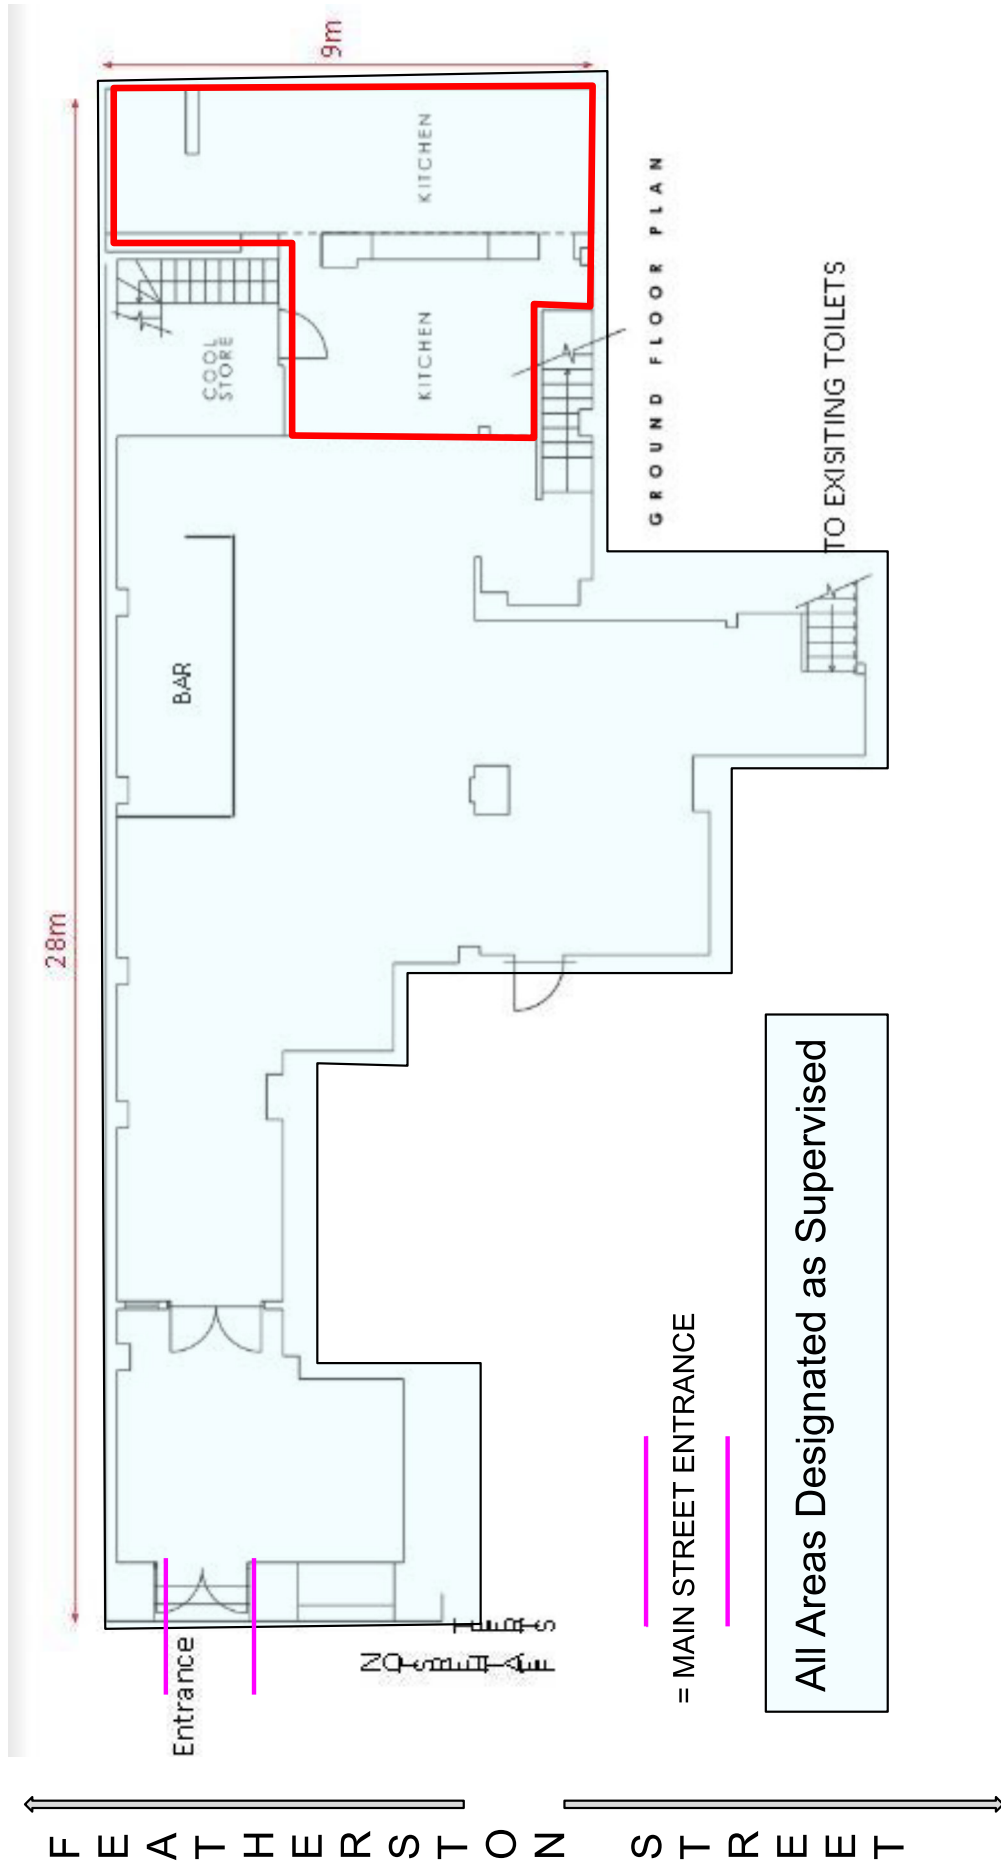 9m
28m
KITCHEN
KITCHEN
COOL
STORE
BAR
GROUND FLOOR PLAN
TO EXISITING TOILETS
Entrance
= MAIN STREET ENTRANCE
All Areas Designated as Supervised
FEATHERSTON STREET